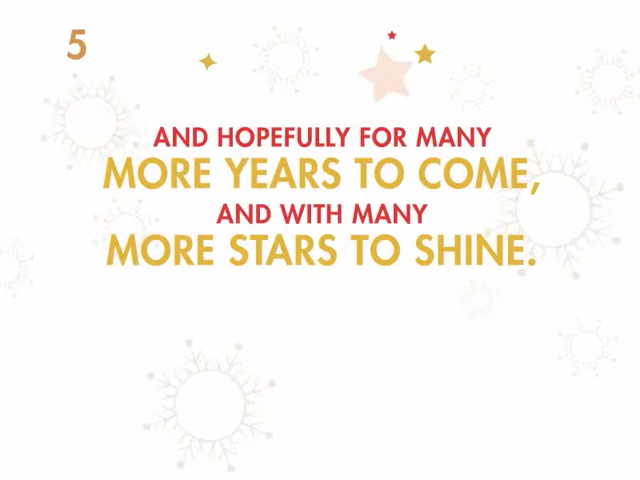 5
AND HOPEFULLY FOR MANY
MORE YEARS TO COME,
AND WITH MANY
MORE STARS TO SHINE.